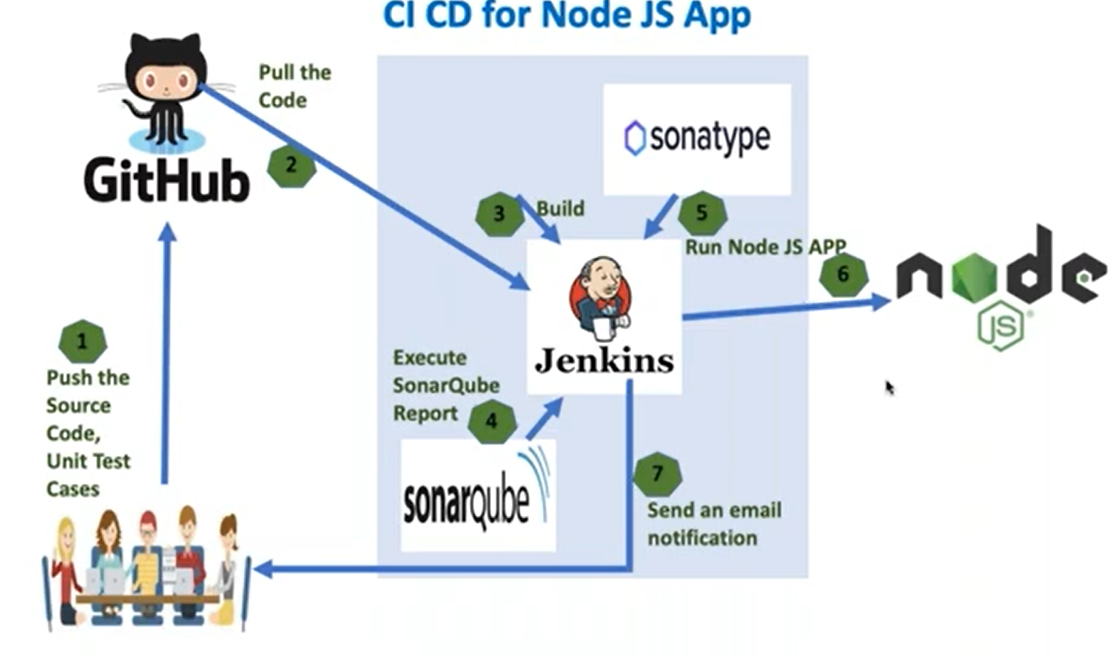 CI CD for Node JS App
Pull the
Code
GitHub
2
sonatype
3
Build
5
Run Node JS APP
6
node
JS
®
Jenkins
1
Push the
Source
Code,
Unit Test
Cases
Execute
SonarQube
Report
4
sonarqube
7
Send an email
notification